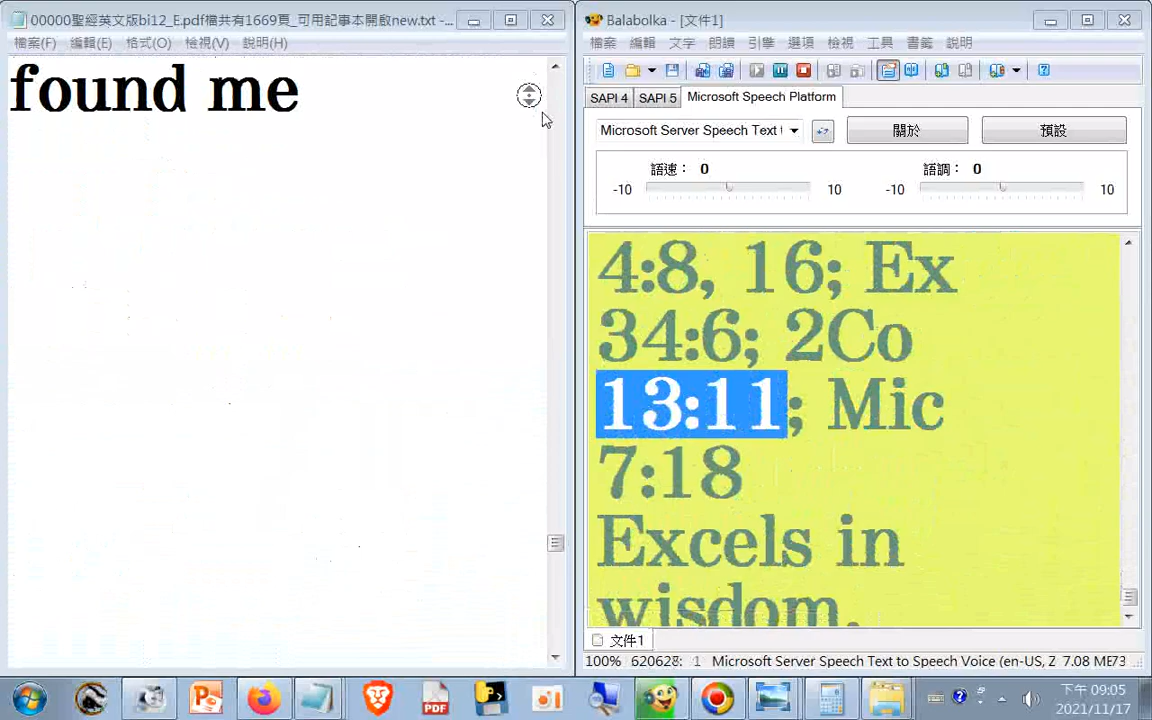 00000聖經英文版bi12_E.pdf檔共有1669頁_可用記事本開啟new.txt -...
檔案(F) 編輯(E) 格式(O) 檢視(V) 說明(H)
found me
Balabolka - [文件1]
檔案 編輯 文字 朗讀 引擎 選項 檢視 工具 書籤 說明
SAPI 4 SAPI 5 Microsoft Speech Platform
Microsoft Server Speech Text 關於 預設
語速： 0 語調： 0
-10 10 -10 10
4:8, 16; Ex
34:6; 2Co
13:11; Mic
7:18
Excels in
wisdom.
文件1
100% 620628: 1 Microsoft Server Speech Text to Speech Voice (en-US, Z 7.08 ME73
PDF
下午 09:05
2021/11/17